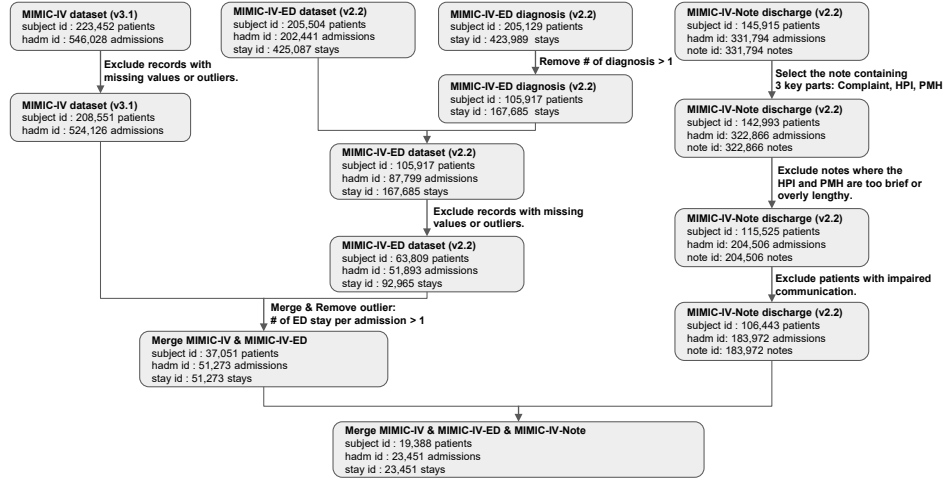 MIMIC-IV dataset (v3.1)
subject id : 223,452 patients
hadm id : 546,028 admissions
MIMIC-IV-ED dataset (v2.2)
subject id : 205,504 patients
hadm id : 202,441 admissions
stay id : 425,087 stays
MIMIC-IV-ED diagnosis (v2.2)
subject id : 205,129 patients
stay id : 423,989 stays
MIMIC-IV-Note discharge (v2.2)
subject id : 145,915 patients
hadm id : 331,794 admissions
note id : 331,794 notes
Exclude records with
missing values or outliers.
Remove # of diagnosis > 1
Select the note containing
3 key parts: Complaint, HPI, PMH
MIMIC-IV dataset (v3.1)
subject id : 208,551 patients
hadm id : 524,126 admissions
MIMIC-IV-ED diagnosis (v2.2)
subject id : 105,917 patients
stay id : 167,685 stays
MIMIC-IV-Note discharge (v2.2)
subject id : 142,993 patients
hadm id : 322,866 admissions
note id: 322,866 notes
MIMIC-IV-ED dataset (v2.2)
subject id : 105,917 patients
hadm id : 87,799 admissions
stay id : 167,685 stays
Exclude notes where the
HPI and PMH are too brief or
overly lengthy.
Exclude records with missing
values or outliers.
MIMIC-IV-Note discharge (v2.2)
subject id : 115,525 patients
hadm id: 204,506 admissions
note id: 204,506 notes
MIMIC-IV-ED dataset (v2.2)
subject id : 63,809 patients
hadm id : 51,893 admissions
stay id : 92,965 stays
Exclude patients with impaired
communication.
Merge & Remove outlier:
# of ED stay per admission > 1
MIMIC-IV-Note discharge (v2.2)
subject id : 106,443 patients
hadm id : 183,972 admissions
note id: 183,972 notes
Merge MIMIC-IV & MIMIC-IV-ED
subject id : 37,051 patients
hadm id : 51,273 admissions
stay id : 51,273 stays
Merge MIMIC-IV & MIMIC-IV-ED & MIMIC-IV-Note
subject id : 19,388 patients
hadm id : 23,451 admissions
stay id : 23,451 stays